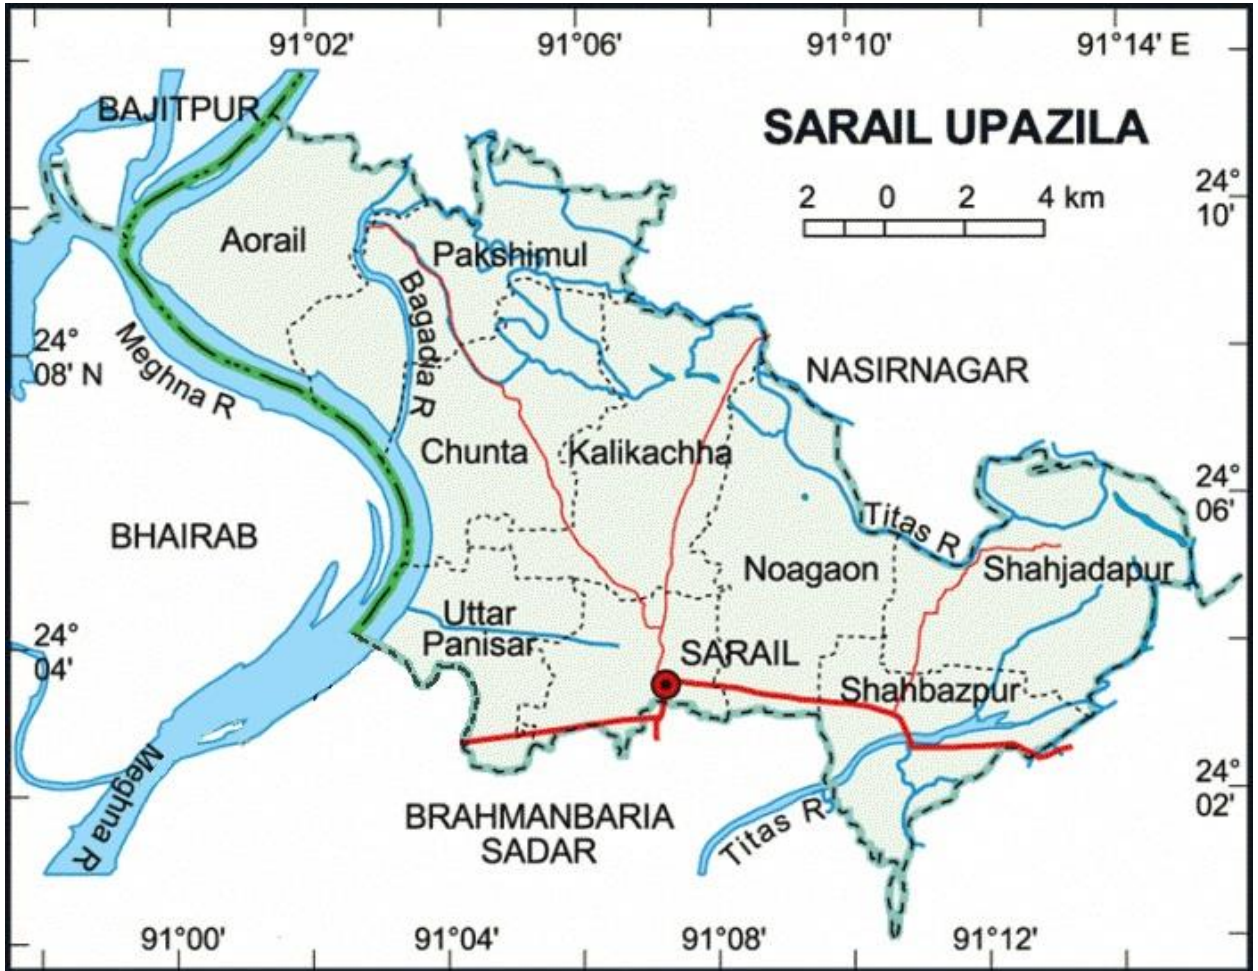 91°02' 91°06' 91°10' 91°14' E
BAJITPUR
SARAIL UPAZILA
24°
10'
2 0 2 4 km
Aorail
Pakshimul
Bagadia R
24°
08' N
Meghna R
NASIRNAGAR
Chunta
Kalikachha
24°
06'
BHAIRAB
Titas R
Noagaon
Shahjadapur
Uttar
Panisar
24°
04'
SARAIL
Shahbazpur
Meghna R
24°
02'
BRAHMANBARIA
SADAR
Titas R
91°00' 91°04' 91°08' 91°12'